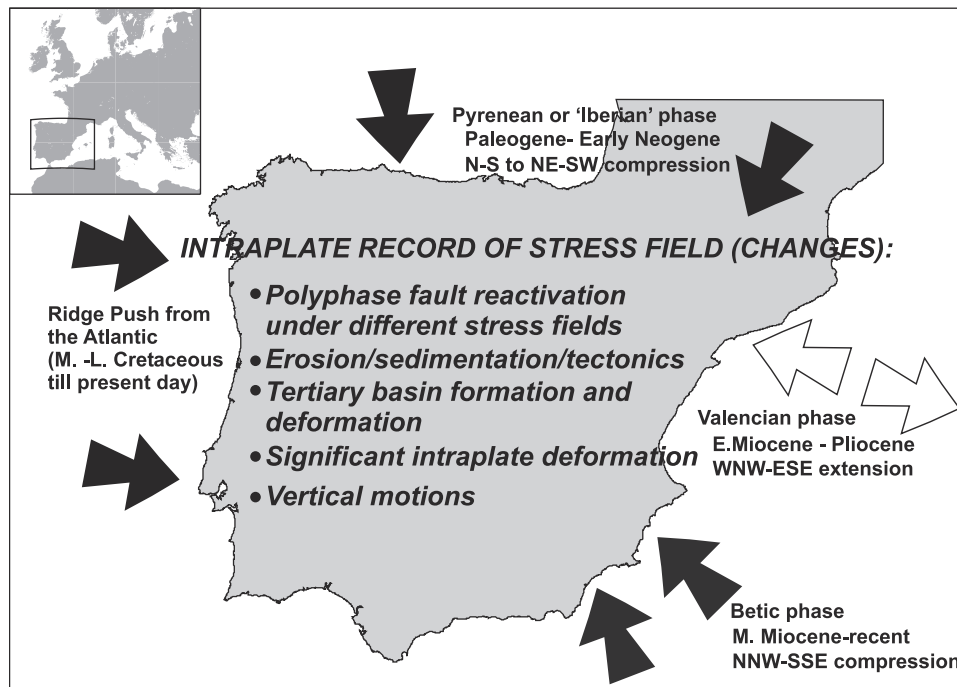 Pyrenean or ‘Iberian’ phase
Paleogene- Early Neogene
N-S to NE-SW compression
INTRAPLATE RECORD OF STRESS FIELD (CHANGES):
• Polyphase fault reactivation
under different stress fields
• Erosion/sedimentation/tectonics
• Tertiary basin formation and
deformation
• Significant intraplate deformation
• Vertical motions
Ridge Push from
the Atlantic
(M. -L. Cretaceous
till present day)
Valencian phase
E.Miocene - Pliocene
WNW-ESE extension
Betic phase
M. Miocene-recent
NNW-SSE compression